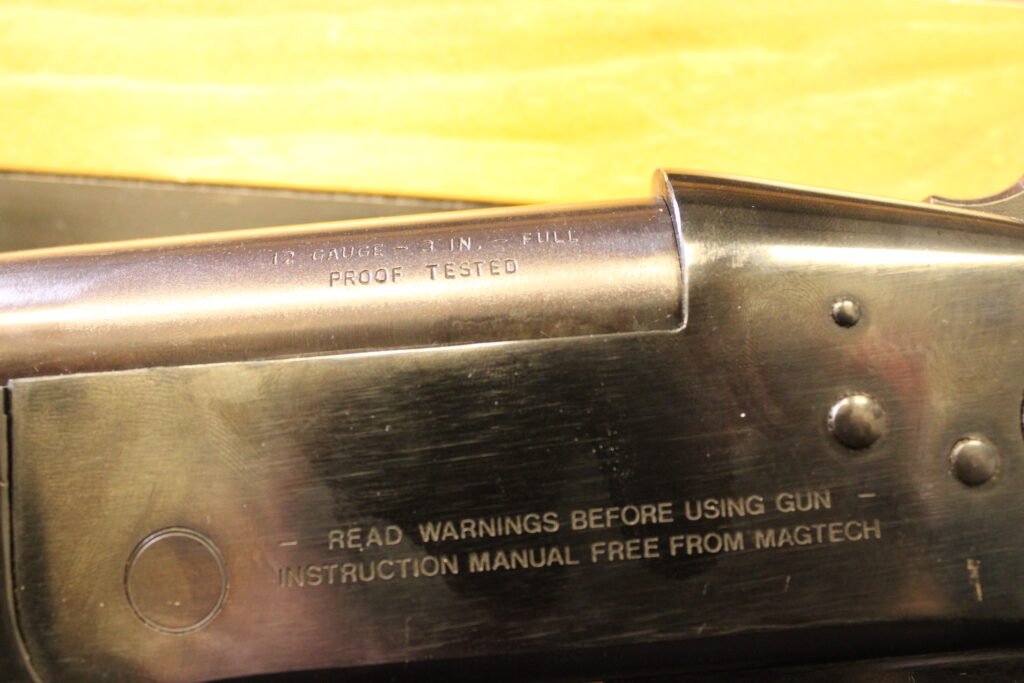 12 GAUGE - 3 IN. - FULL
PROOF TESTED
- READ WARNINGS BEFORE USING GUN -
INSTRUCTION MANUAL FREE FROM MAGTECH